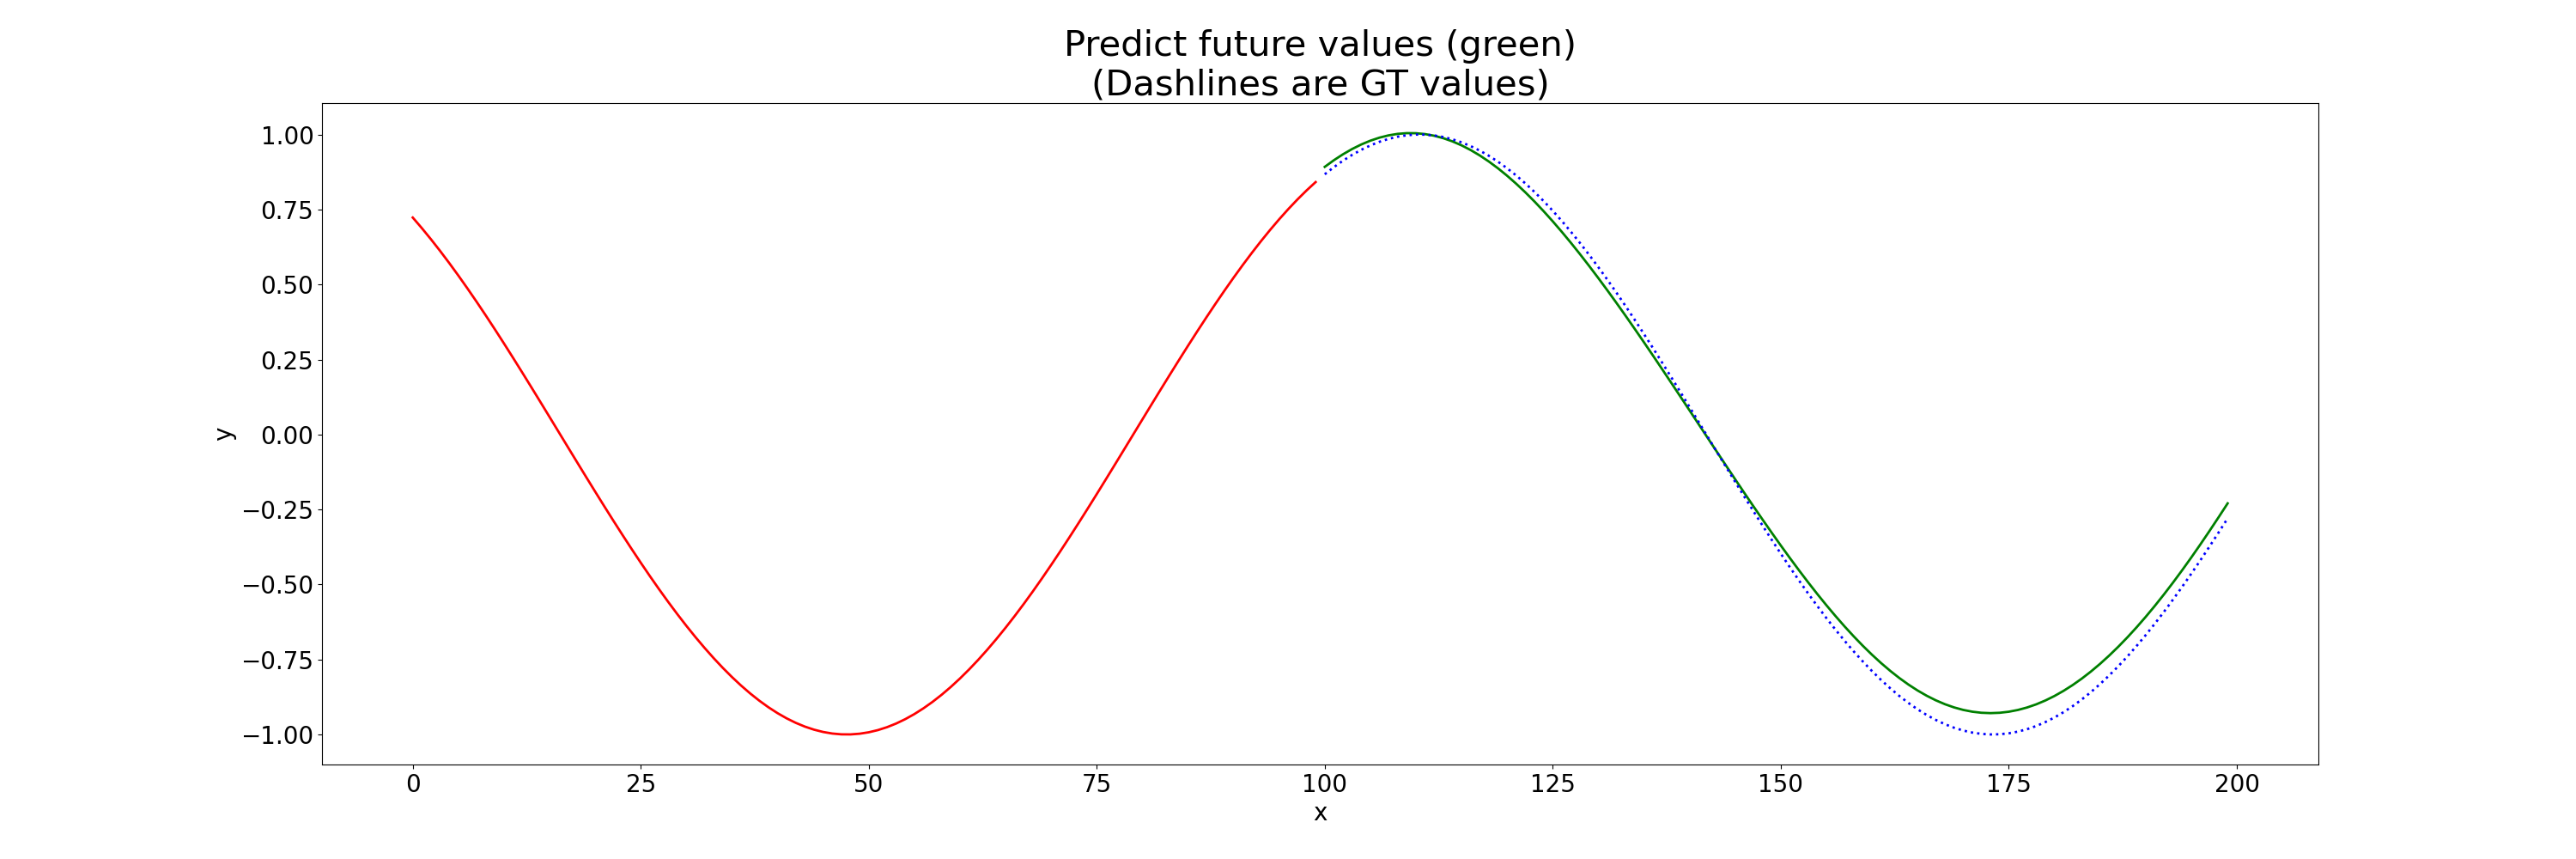 Predict future values (green)
(Dashlines are GT values)
1.00
0.75
0.50
0.25
0.00
−0.25
−0.50
−0.75
−1.00
y
0 25 50 75 100 125 150 175 200
x